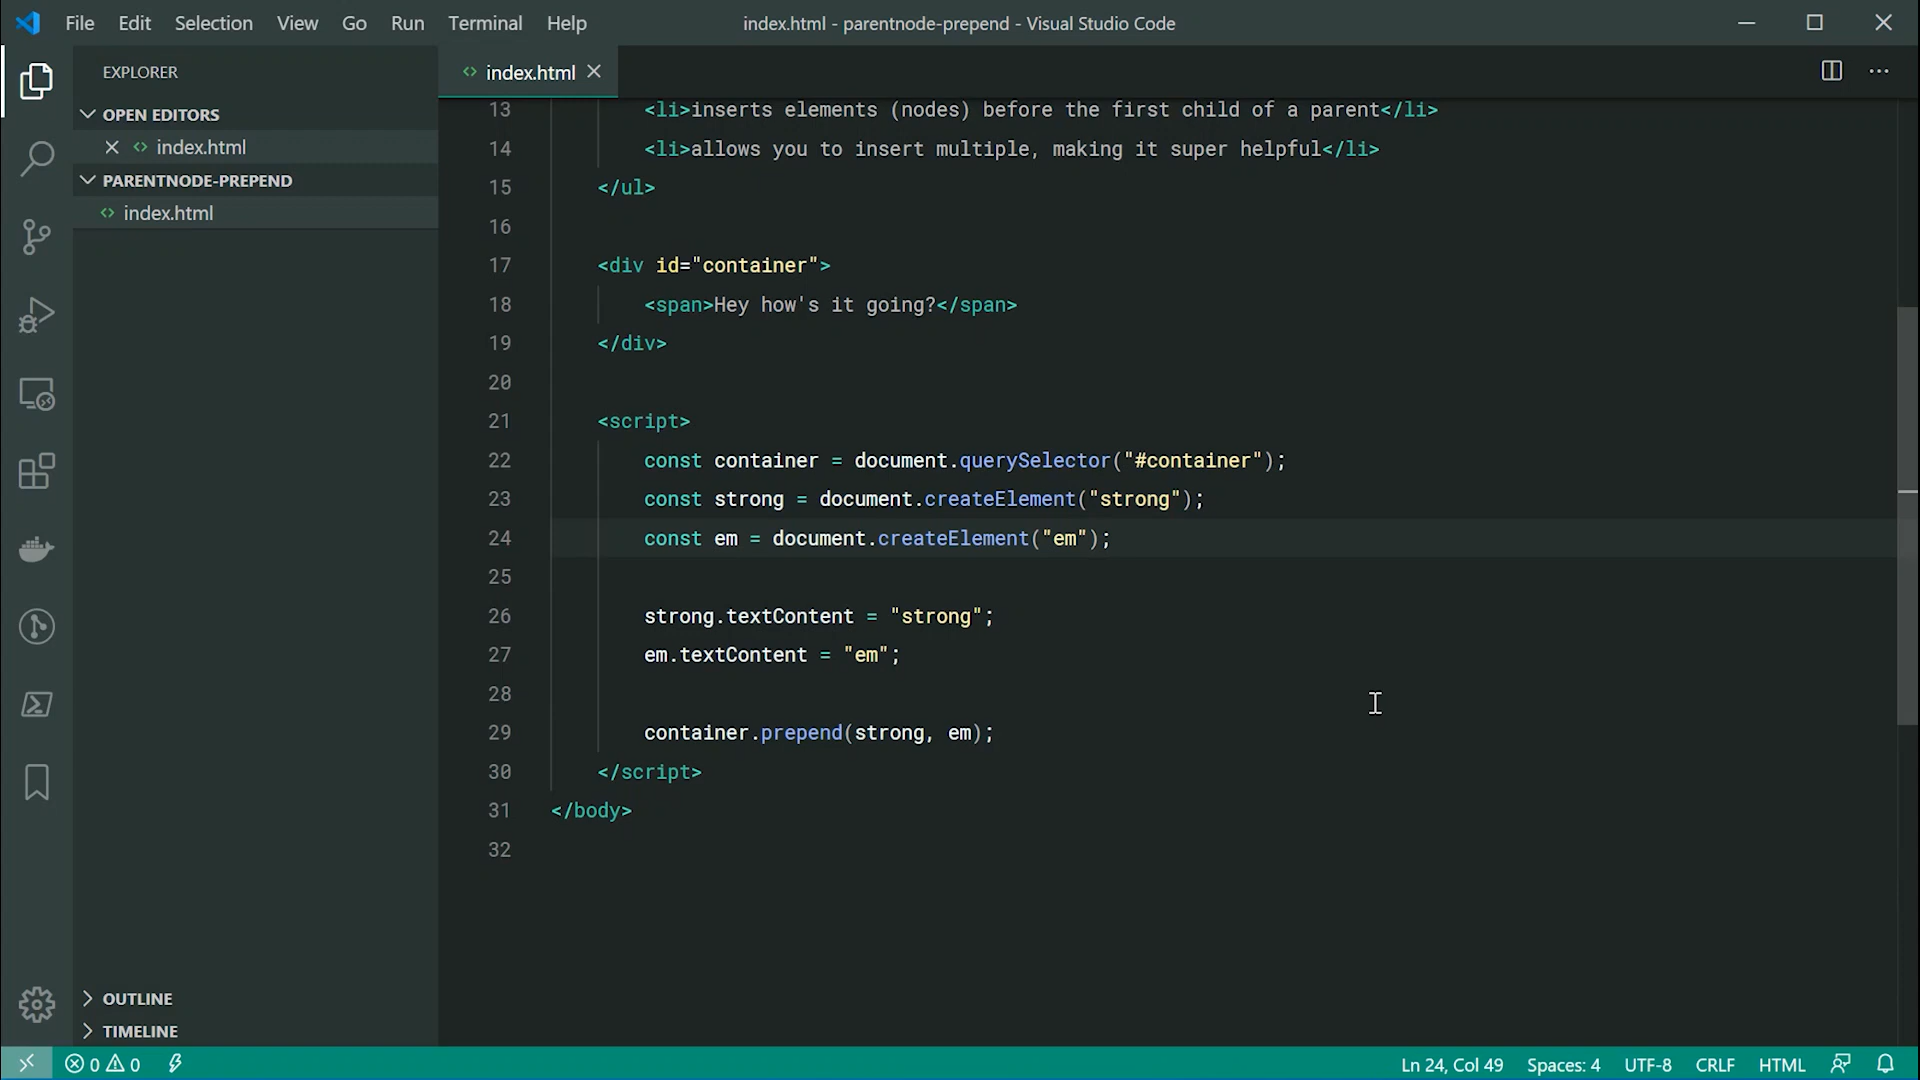 File Edit Selection View Go Run Terminal Help
index.html - parentnode-prepend - Visual Studio Code
EXPLORER
OPEN EDITORS
index.html
PARENTNODE-PREPEND
index.html
OUTLINE
TIMELINE
index.html
13 <li>inserts elements (nodes) before the first child of a parent</li>
14 <li>allows you to insert multiple, making it super helpful</li>
15 </ul>
16
17 <div id="container">
18 <span>Hey how's it going?</span>
19 </div>
20
21 <script>
22 const container = document.querySelector("#container");
23 const strong = document.createElement("strong");
24 const em = document.createElement("em");
25
26 strong.textContent = "strong";
27 em.textContent = "em";
28
29 container.prepend(strong, em);
30 </script>
31 </body>
32
0 0
Ln 24, Col 49 Spaces: 4 UTF-8 CRLF HTML